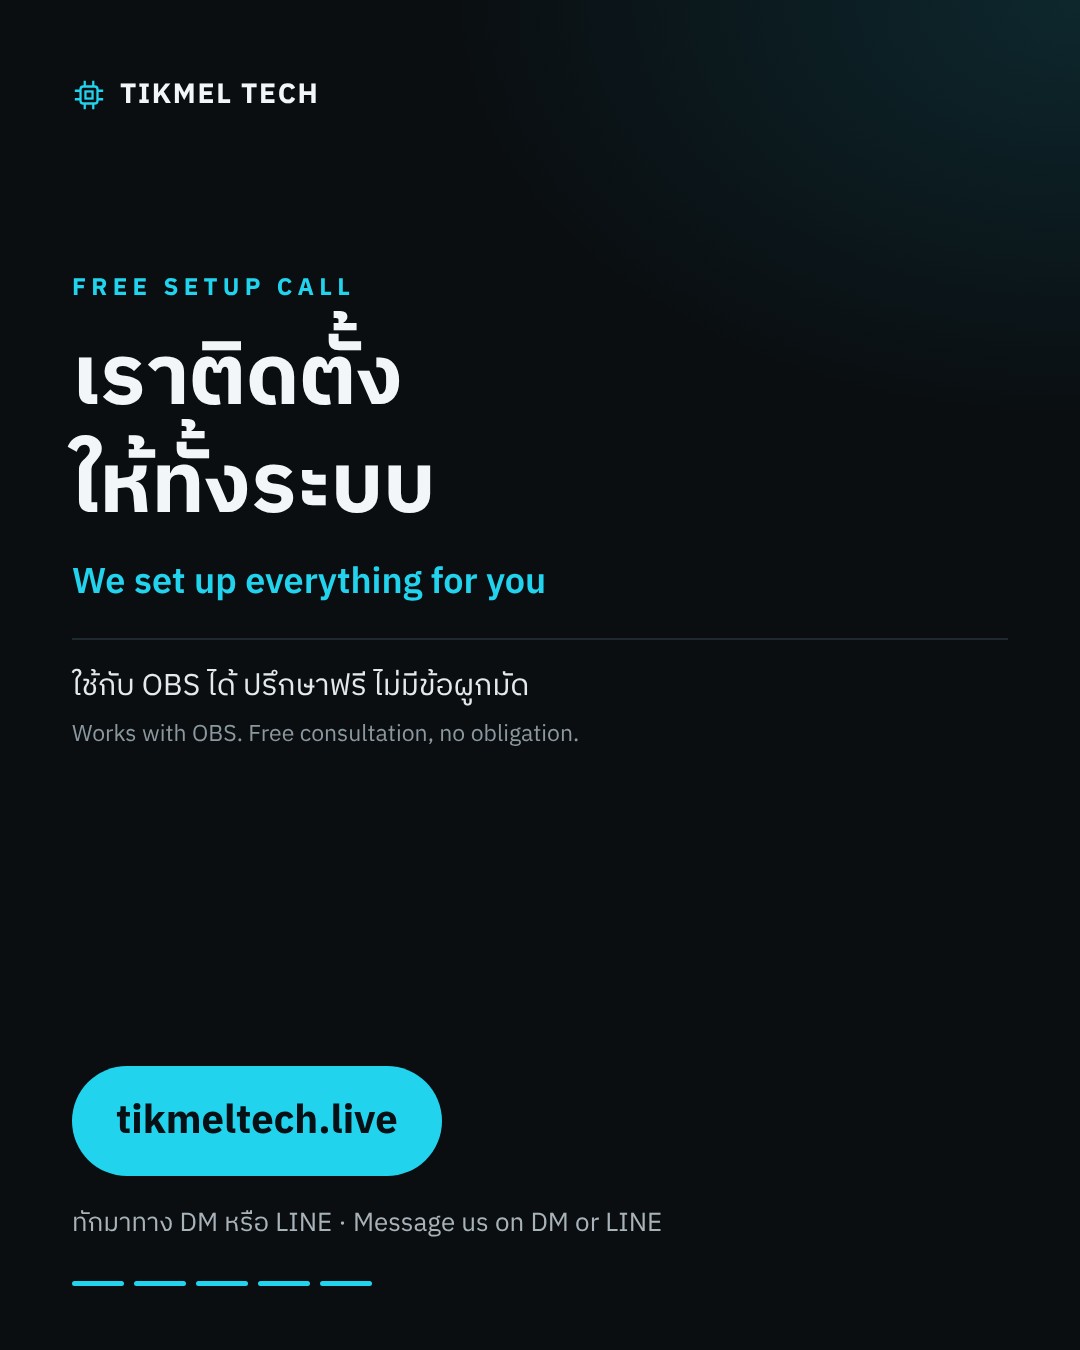 TIKMEL TECH
FREE SETUP CALL
เราติดตั้ง
ให้ทั้งระบบ
We set up everything for you
ใช้กับ OBS ได้ ปรึกษาฟรี ไม่มีข้อผูกมัด
Works with OBS. Free consultation, no obligation.
tikmeltech.live
ทักมาทาง DM หรือ LINE · Message us on DM or LINE